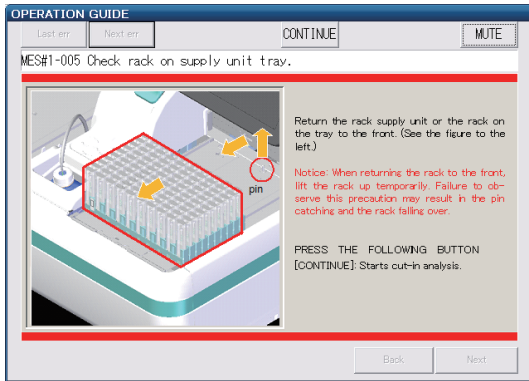 OPERATION GUIDE
Last err
Next err
CONTINUE
MUTE
MES#1-005 Check rack on supply unit tray.
Return the rack supply unit or the rack on
the tray to the front. (See the figure to the
left.)
Notice: When returning the rack to the front,
lift the rack up temporarily. Failure to ob-
serve this precaution may result in the pin
catching and the rack falling over.
pin
PRESS THE FOLLOWING BUTTON
[CONTINUE]: Starts cut-in analysis.
Back
Next